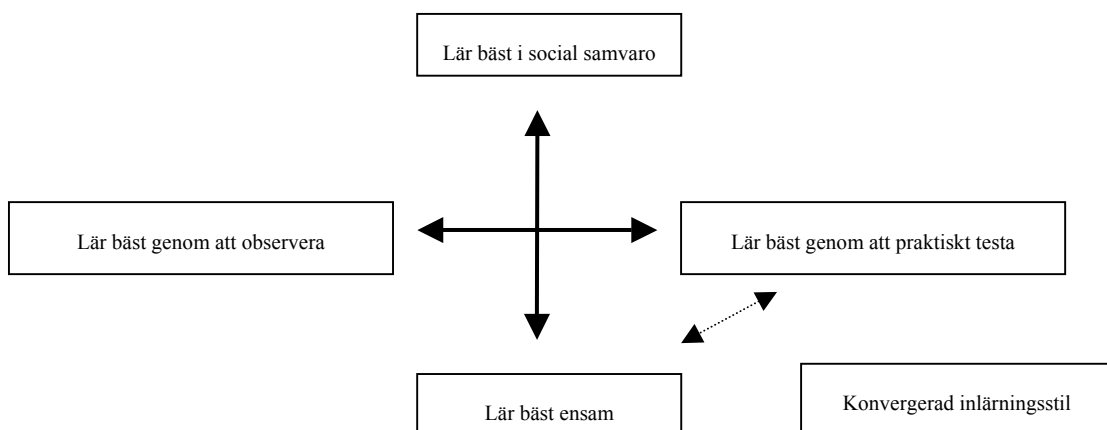 Lär bäst i social samvaro
Lär bäst genom att observera
Lär bäst genom att praktiskt testa
Lär bäst ensam
Konvergerad inlärningsstil